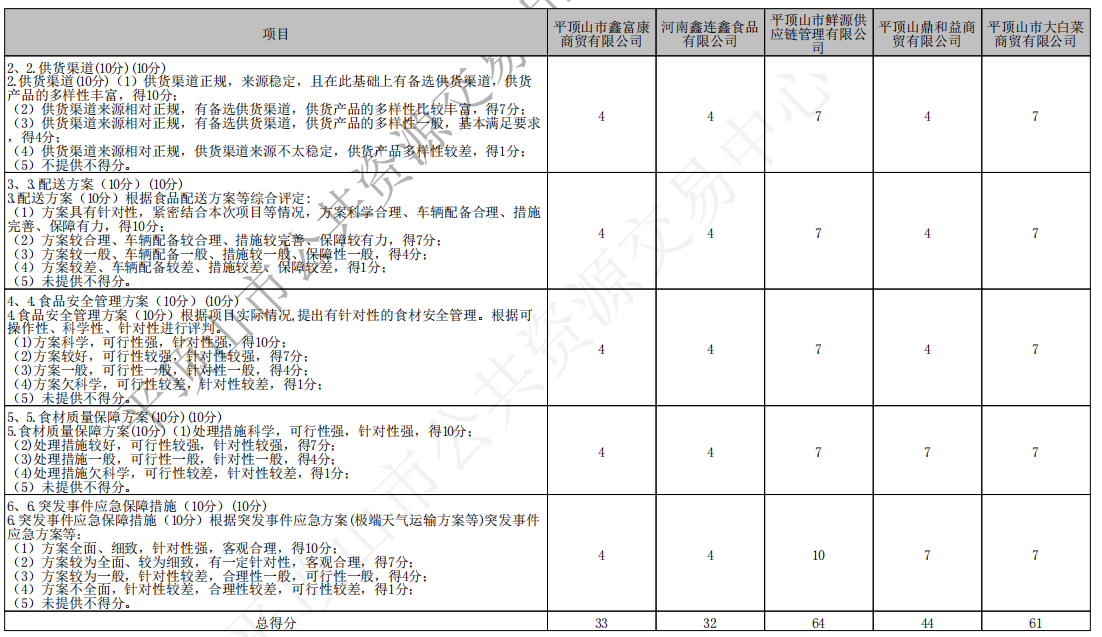 项目
平顶山市鑫富康
商贸有限公司
河南鑫连鑫食品
有限公司
平顶山市鲜源供
应链管理有限公
司
平顶山鼎和益商
贸有限公司
平顶山市大白菜
商贸有限公司
2、2.供货渠道(10分)(10分)
2.供货渠道(10分)（1）供货渠道正规，来源稳定，且在此基础上有备选供货渠道，供货
产品的多样性丰富，得10分；
（2）供货渠道来源相对正规，有备选供货渠道，供货产品的多样性比较丰富，得7分；
（3）供货渠道来源相对正规，有备选供货渠道，供货产品的多样性一般，基本满足要求
，得4分；
（4）供货渠道来源相对正规，供货渠道来源不太稳定，供货产品多样性较差，得1分；
（5）不提供不得分。
4 4 7 4 7
3、3.配送方案（10分）(10分)
3.配送方案（10分）根据食品配送方案等综合评定：
（1）方案具有针对性，紧密结合本次项目等情况，方案科学合理、车辆配备合理、措施
完善、保障有力，得10分；
（2）方案较合理、车辆配备较合理、措施较完善、保障较有力，得7分；
（3）方案较一般、车辆配备一般、措施较一般、保障性一般，得4分；
（4）方案较差、车辆配备较差、措施较差、保障较差，得1分；
（5）未提供不得分。
4 4 7 4 7
4、4.食品安全管理方案（10分）(10分)
4.食品安全管理方案（10分）根据项目实际情况,提出有针对性的食材安全管理。根据可
操作性、科学性、针对性进行评判。
(1)方案科学，可行性强，针对性强，得10分；
(2)方案较好，可行性较强，针对性较强，得7分；
(3)方案一般，可行性一般，针对性一般，得4分；
(4)方案欠科学，可行性较差，针对性较差，得1分；
（5）未提供不得分。
4 4 7 4 7
5、5.食材质量保障方案(10分)(10分)
5.食材质量保障方案(10分)(1)处理措施科学，可行性强，针对性强，得10分；
(2)处理措施较好，可行性较强，针对性较强，得7分；
(3)处理措施一般，可行性一般，针对性一般，得4分；
(4)处理措施欠科学，可行性较差，针对性较差，得1分；
（5）未提供不得分。
4 4 7 7 7
6、6.突发事件应急保障措施（10分）(10分)
6.突发事件应急保障措施（10分）根据突发事件应急方案(极端天气运输方案等)突发事件
应急方案等：
（1）方案全面、细致，针对性强，客观合理，得10分；
（2）方案较为全面、较为细致，有一定针对性，客观合理，得7分；
（3）方案较为一般，针对性较差，合理性一般，可行性一般，得4分；
（4）方案不全面，针对性较差，合理性较差，可行性较差，得1分；
（5）未提供不得分。
4 4 10 7 7
总得分 33 32 64 44 61
平顶山市公共资源交易中心
平顶山市公共资源交易中心